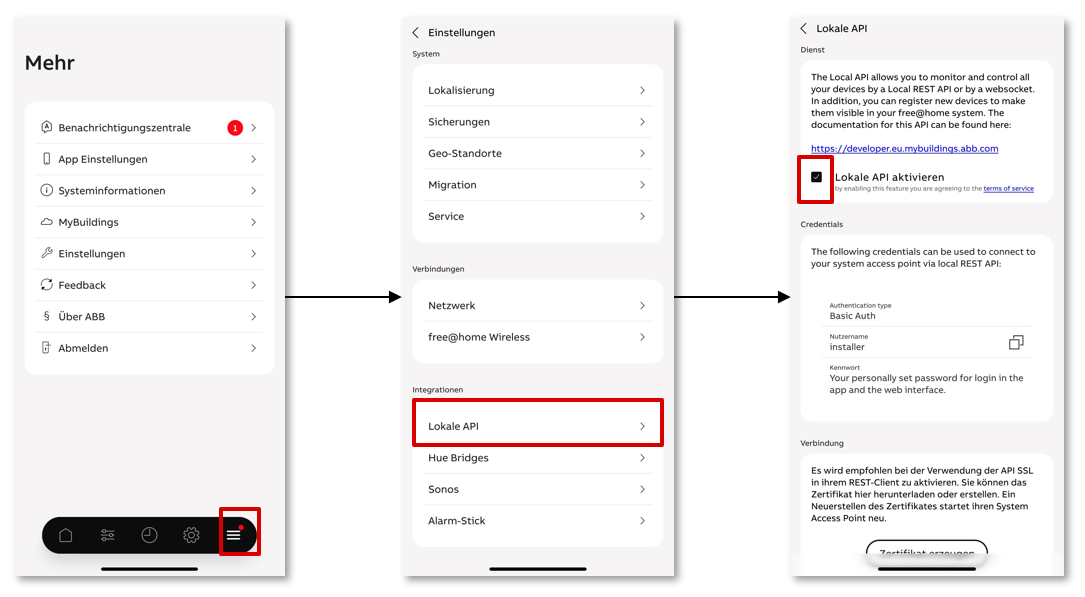 Mehr
Benachrichtigungszentrale
1
App Einstellungen
Systeminformationen
MyBuildings
Einstellungen
Feedback
§ Über ABB
Abmelden
Einstellungen
System
Lokalisierung
Sicherungen
Geo-Standorte
Migration
Service
Verbindungen
Netzwerk
free@home Wireless
Integrationen
Lokale API
Hue Bridges
Sonos
Alarm-Stick
Lokale API
Dienst
The Local API allows you to monitor and control all
your devices by a Local REST API or by a websocket.
In addition, you can register new devices to make
them visible in your free@home system. The
documentation for this API can be found here:
https://developer.eu.mybuildings.abb.com
Lokale API aktivieren
by enabling this feature you are agreeing to the terms of service
Credentials
The following credentials can be used to connect to
your system access point via local REST API:
Authentication type
Basic Auth
Nutzername
installer
Kennwort
Your personally set password for login in the
app and the web interface.
Verbindung
Es wird empfohlen bei der Verwendung der API SSL
in ihrem REST-Client zu aktivieren. Sie können das
Zertifikat hier herunterladen oder erstellen. Ein
Neuerstellen des Zertifikates startet ihren System
Access Point neu.
Zertifikat erzeugen